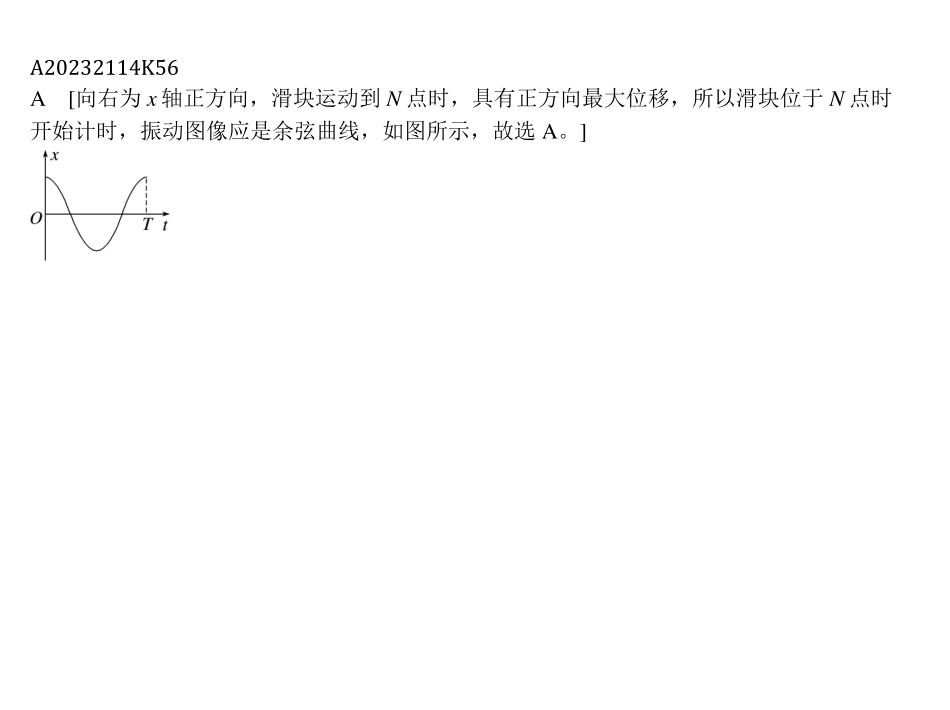 A20232114K56
A [向右为 x 轴正方向，滑块运动到 N 点时，具有正方向最大位移，所以滑块位于 N 点时
开始计时，振动图像应是余弦曲线，如图所示，故选 A。]
x
O
T t